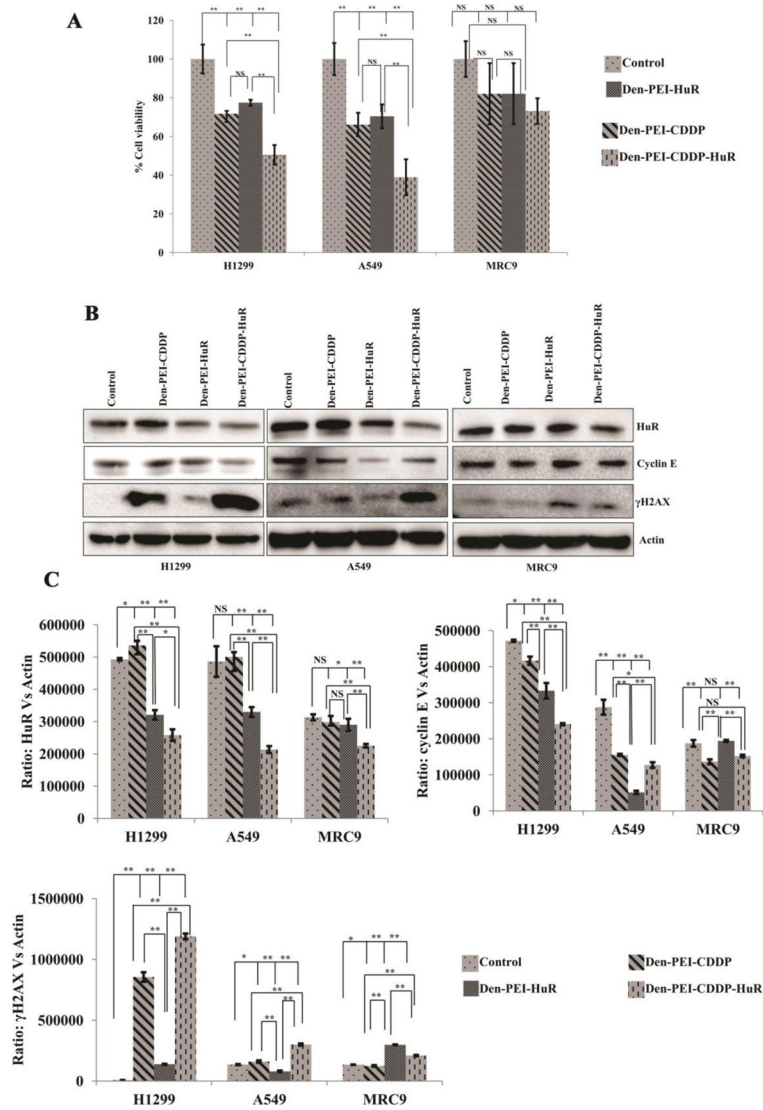 A
** ** **
** ** **
NS NS NS
**
**
NS
NS
NS **
NS **
NS NS
120
100
80
60
40
20
0
% Cell viability
H1299 A549 MRC9
Control
Den-PEI-HuR
Den-PEI-CDDP
Den-PEI-CDDP-HuR
B
Control Den-PEI-CDDP Den-PEI-HuR Den-PEI-CDDP-HuR
Control Den-PEI-CDDP Den-PEI-HuR Den-PEI-CDDP-HuR
Control Den-PEI-CDDP Den-PEI-HuR Den-PEI-CDDP-HuR
HuR
Cyclin E
γH2AX
Actin
H1299 A549 MRC9
C
* ** **
**
** *
NS ** **
**
** **
NS * **
**
NS **
600000
500000
400000
300000
200000
100000
0
Ratio: HuR Vs Actin
H1299 A549 MRC9
* ** **
**
** **
** ** **
*
** **
** NS **
NS
** **
500000
400000
300000
200000
100000
0
Ratio: cyclin E Vs Actin
H1299 A549 MRC9
** ** **
**
**
**
* ** **
**
**
**
* ** **
**
**
**
1500000
1000000
500000
0
Ratio: γH2AX Vs Actin
H1299 A549 MRC9
Control
Den-PEI-CDDP
Den-PEI-HuR
Den-PEI-CDDP-HuR